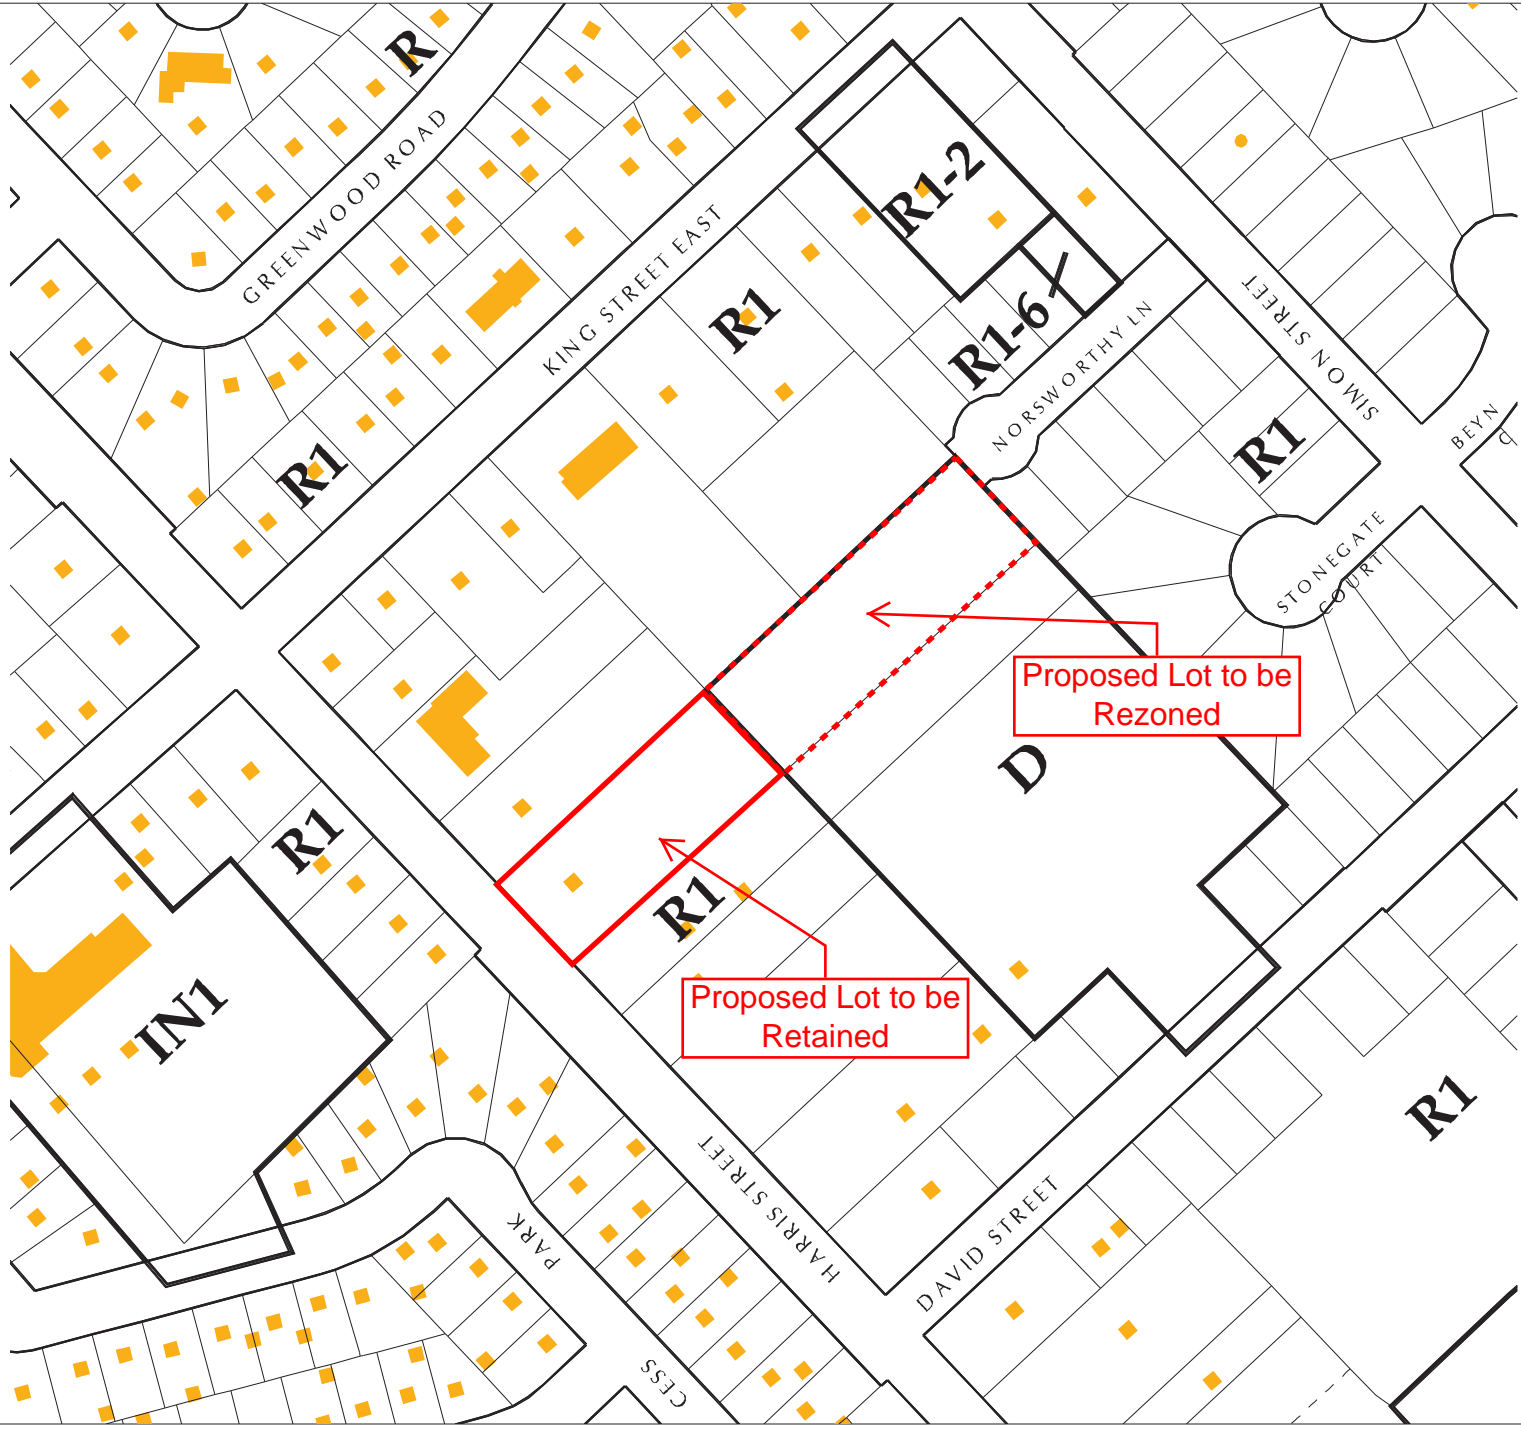 R
GREENWOOD ROAD
R1-2
KING STREET EAST
R1
R1-6
NORSWORTHY LN
SIMON STREET
BEYN
C
R1
R1
STONEGATE
COURT
Proposed Lot to be
Rezoned
D
R1
R1
IN1
Proposed Lot to be
Retained
R1
HARRIS STREET
DAVID STREET
PARK
CESS